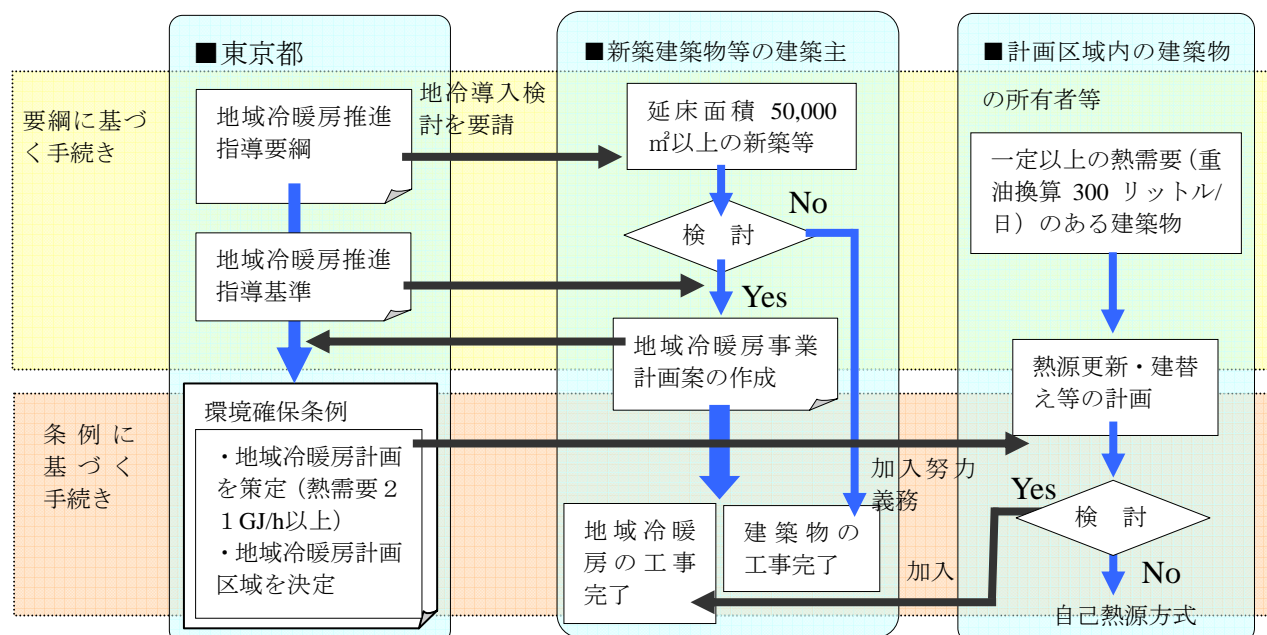 ■東京都
■新築建築物等の建築主
■計画区域内の建築物
の所有者等
要綱に基づ
く手続き
地域冷暖房推進
指導要綱
地冷導入検
討を要請
延床面積 50,000
㎡以上の新築等
一定以上の熱需要（重
油換算 300 リットル/
日）のある建築物
No
検 討
地域冷暖房推進
指導基準
Yes
地域冷暖房事業
計画案の作成
熱源更新・建替
え等の計画
条例に
基づく
手続き
環境確保条例
・地域冷暖房計画
を策定（熱需要２
１GJ/h以上）
・地域冷暖房計画
区域を決定
加入努力
義務
Yes
検 討
地域冷暖
房の工事
完了
建築物の
工事完了
加入
No
自己熱源方式